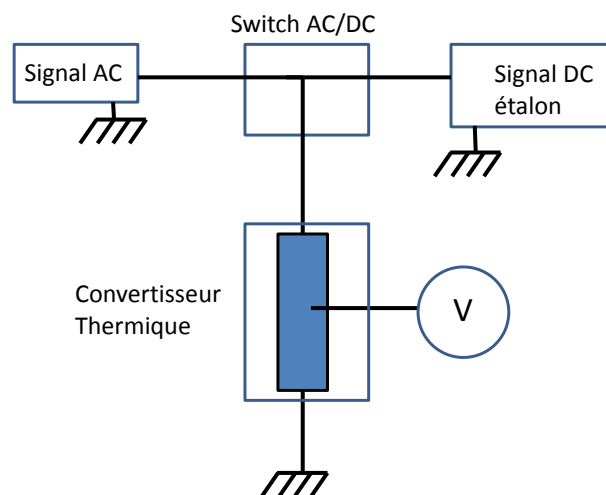 Switch AC/DC
Signal AC
Signal DC
étalon
Convertisseur
Thermique
V